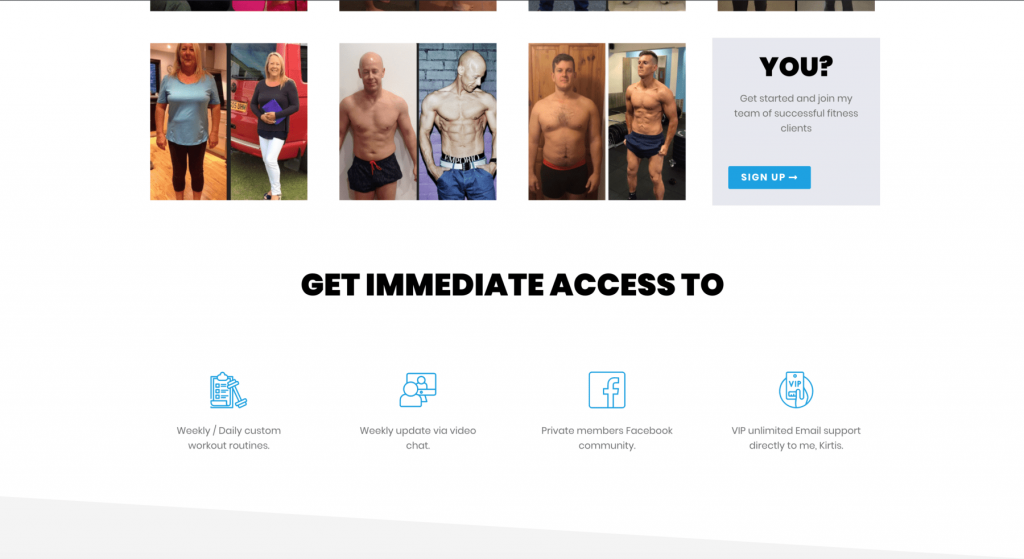 YOU?
Get started and join my
team of successful fitness
clients
SIGN UP →
GET IMMEDIATE ACCESS TO
VIP
Weekly / Daily custom
workout routines.
Weekly update via video
chat.
Private members Facebook
community.
VIP unlimited Email support
directly to me, Kirtis.